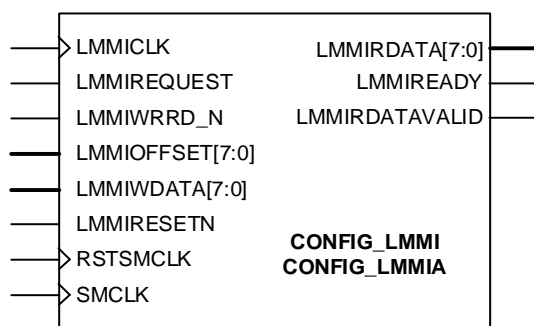 LMMICLK
LMMIREQUEST
LMMIWRRD_N
LMMIOFFSET[7:0]
LMMIWDATA[7:0]
LMMIRESETN
RSTSMCLK
SMCLK
LMMIRDATA[7:0]
LMMIREADY
LMMIRDATAVALID
CONFIG_LMMI
CONFIG_LMMIA